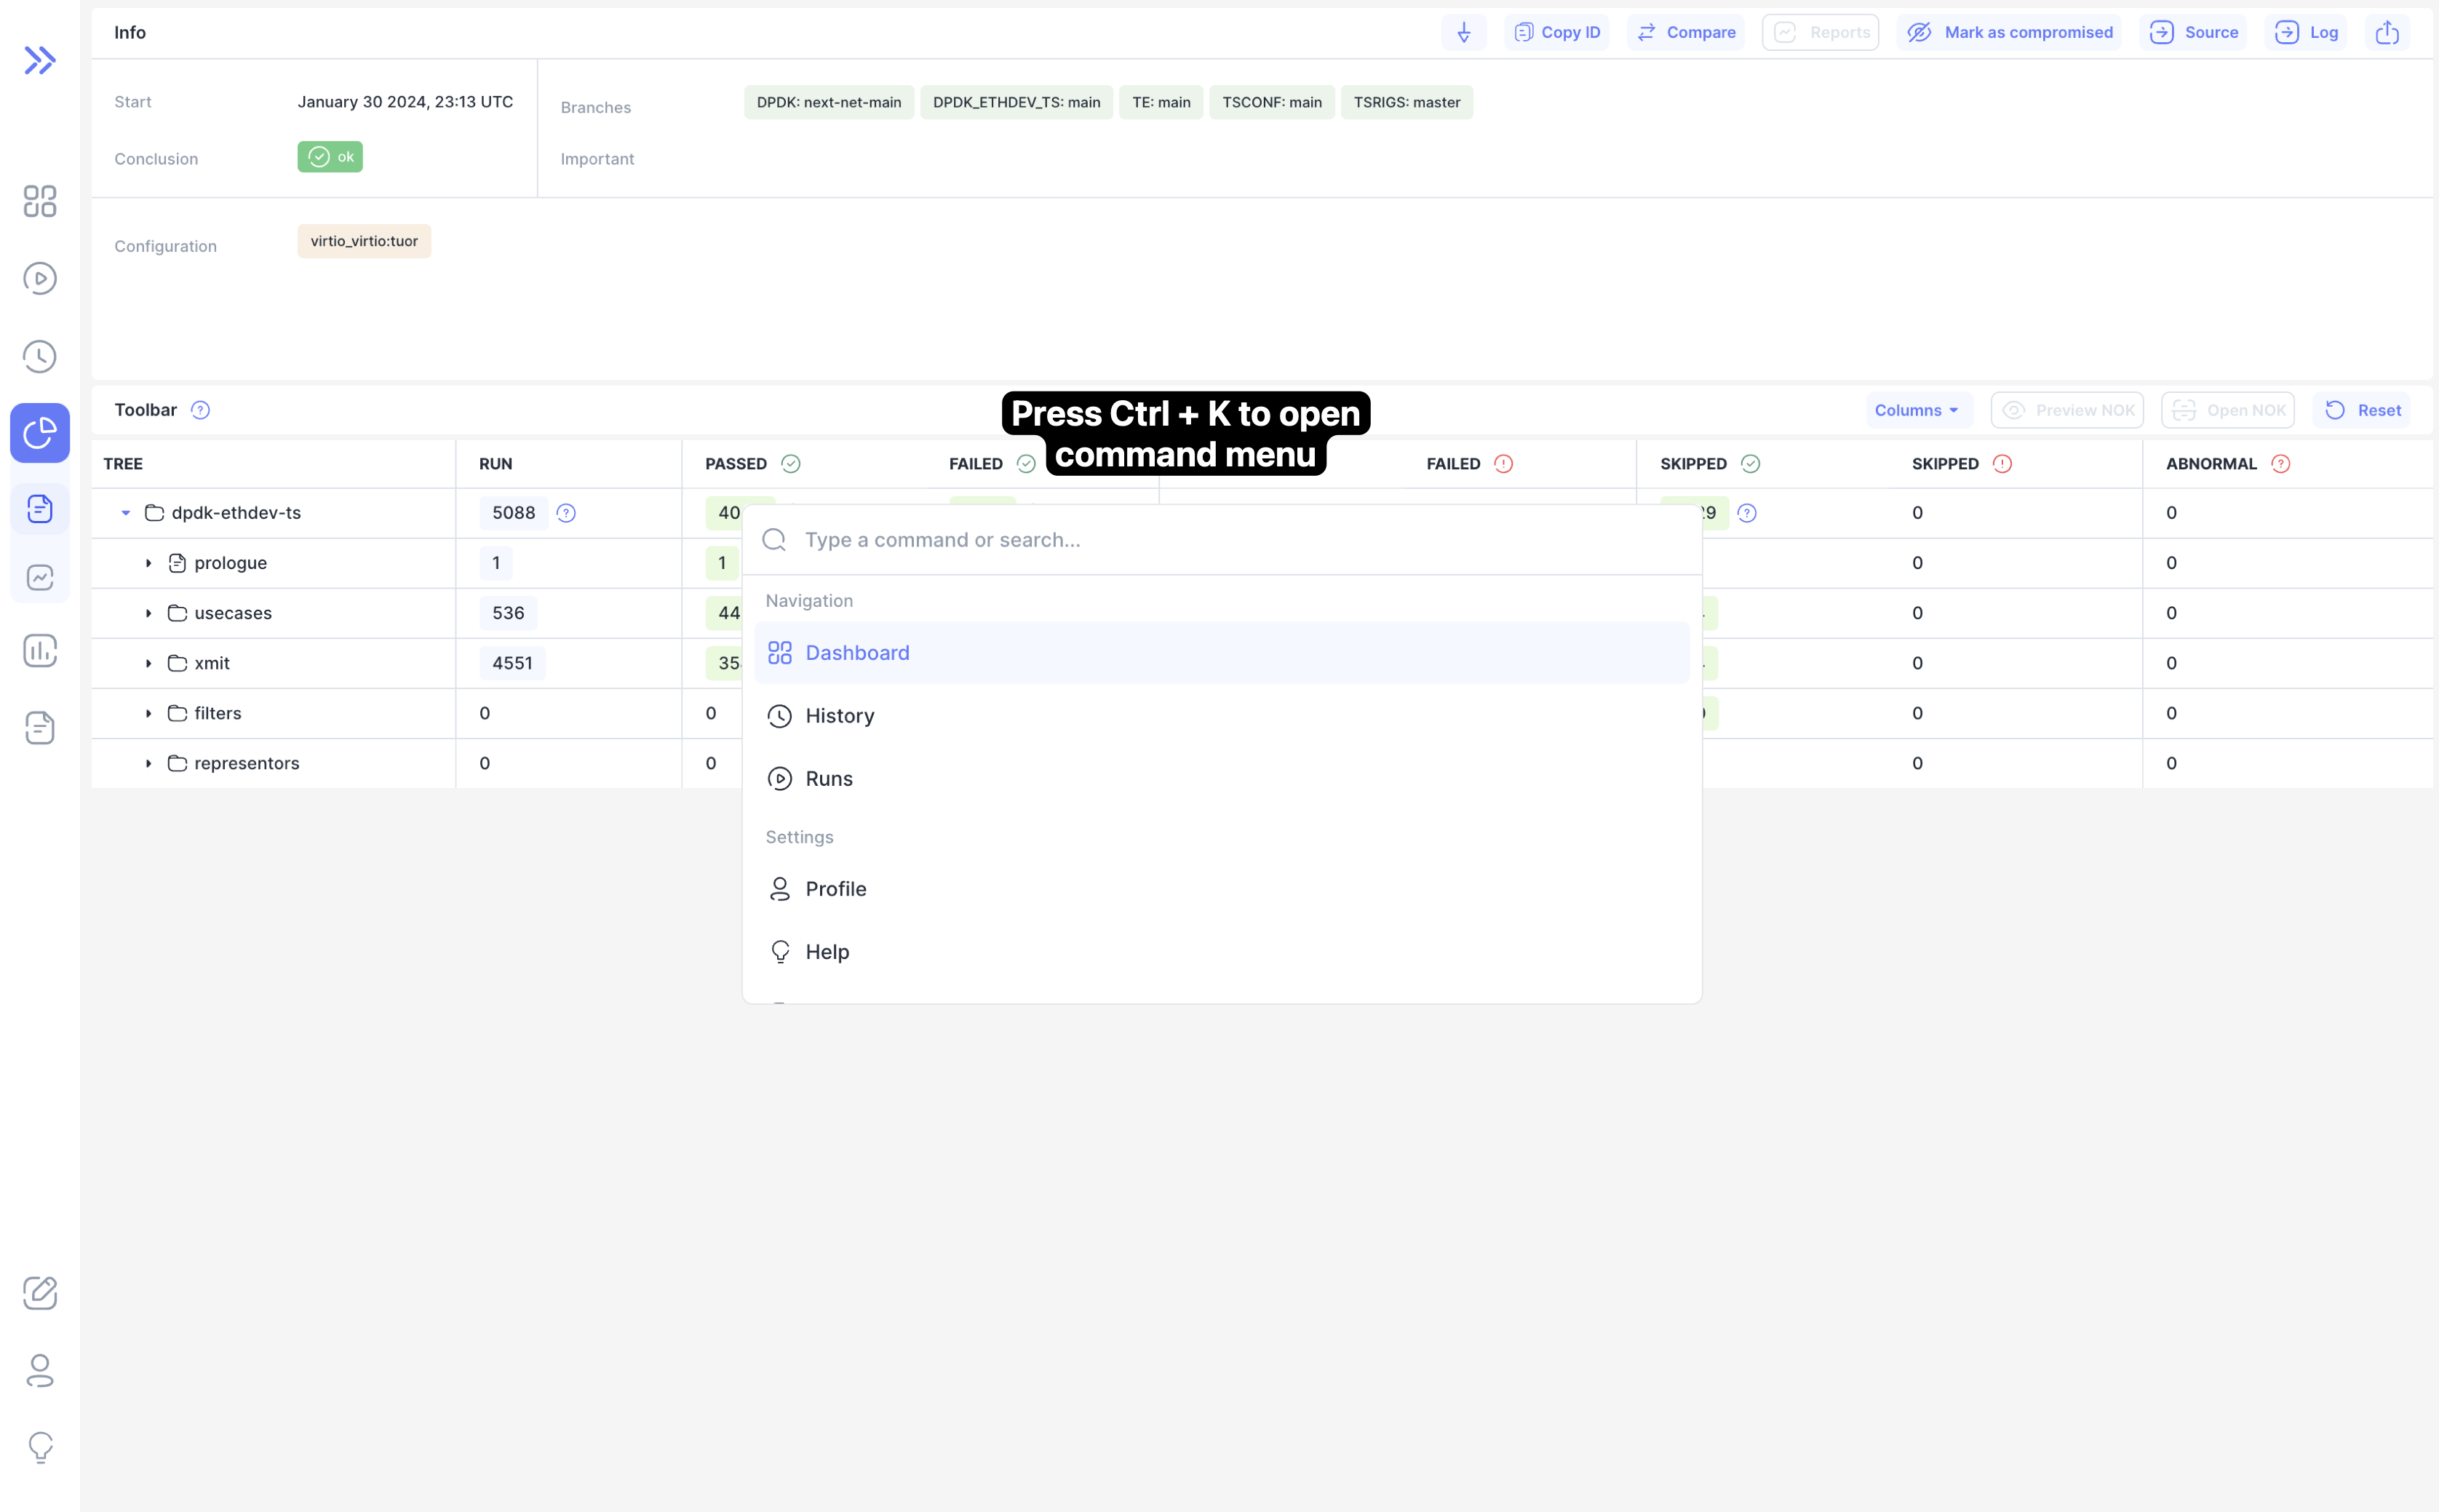 Info
Copy ID
Compare
Reports
Mark as compromised
Source
Log
Start January 30 2024, 23:13 UTC
Branches DPDK: next-net-main DPDK_ETHDEV_TS: main TE: main TSCONF: main TSRIGS: master
Conclusion ok
Important
Configuration virtio_virtio:tuor
Toolbar
Columns
Preview NOK
Open NOK
Reset
Press Ctrl + K to open
command menu
TREE RUN PASSED FAILED FAILED SKIPPED SKIPPED ABNORMAL
dpdk-ethdev-ts 5088 0 0
prologue 1 1 0 0
usecases 536 0 0
xmit 4551 0 0
filters 0 0 0 0
representors 0 0 0 0
Type a command or search...
Navigation
Dashboard
History
Runs
Settings
Profile
Help